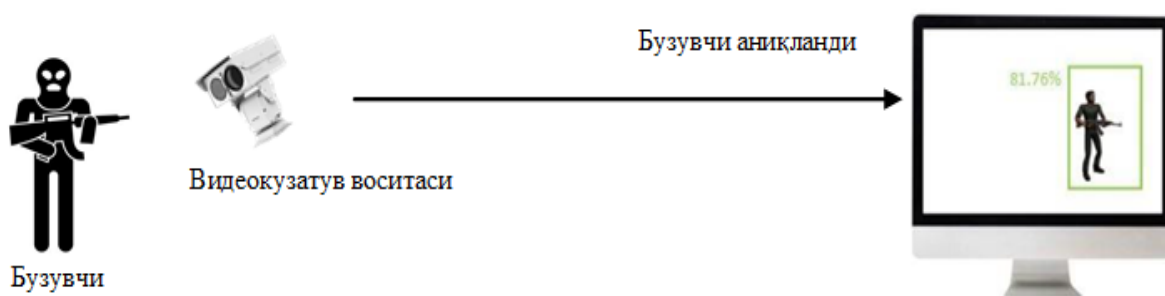 Бузувчи аниқланди
81.76%
Видеокузатув воситаси
Бузувчи